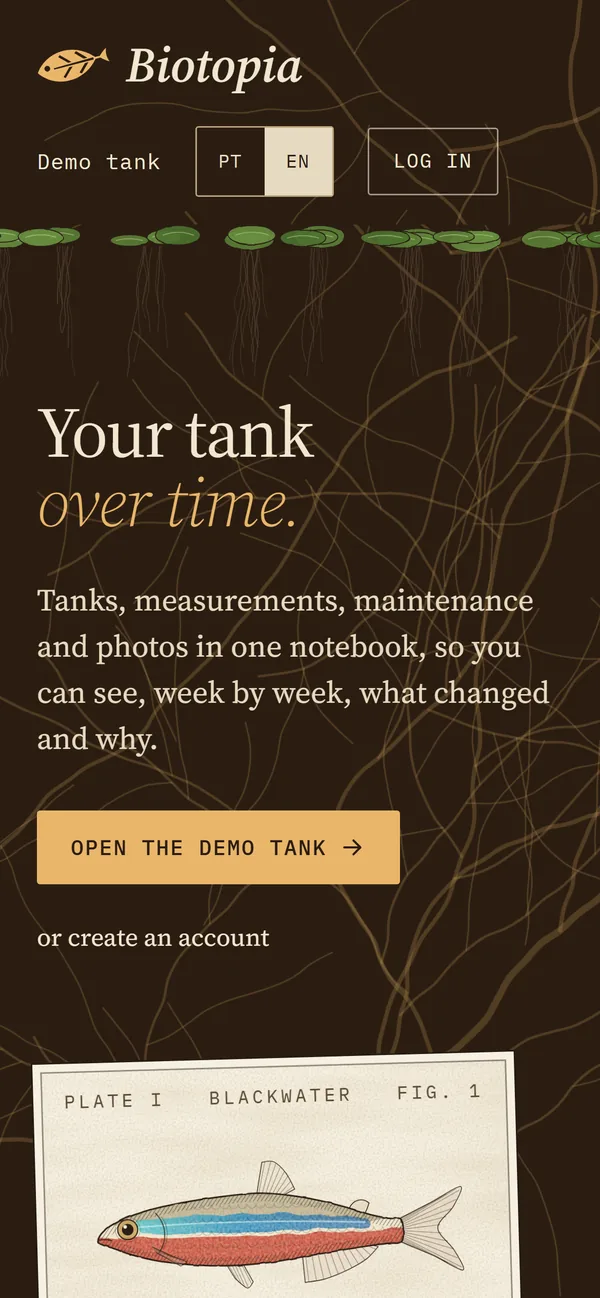 Biotopia
Demo tank PT EN LOG IN
Your tank
over time.
Tanks, measurements, maintenance
and photos in one notebook, so you
can see, week by week, what changed
and why.
OPEN THE DEMO TANK →
or create an account
PLATE I BLACKWATER FIG. 1